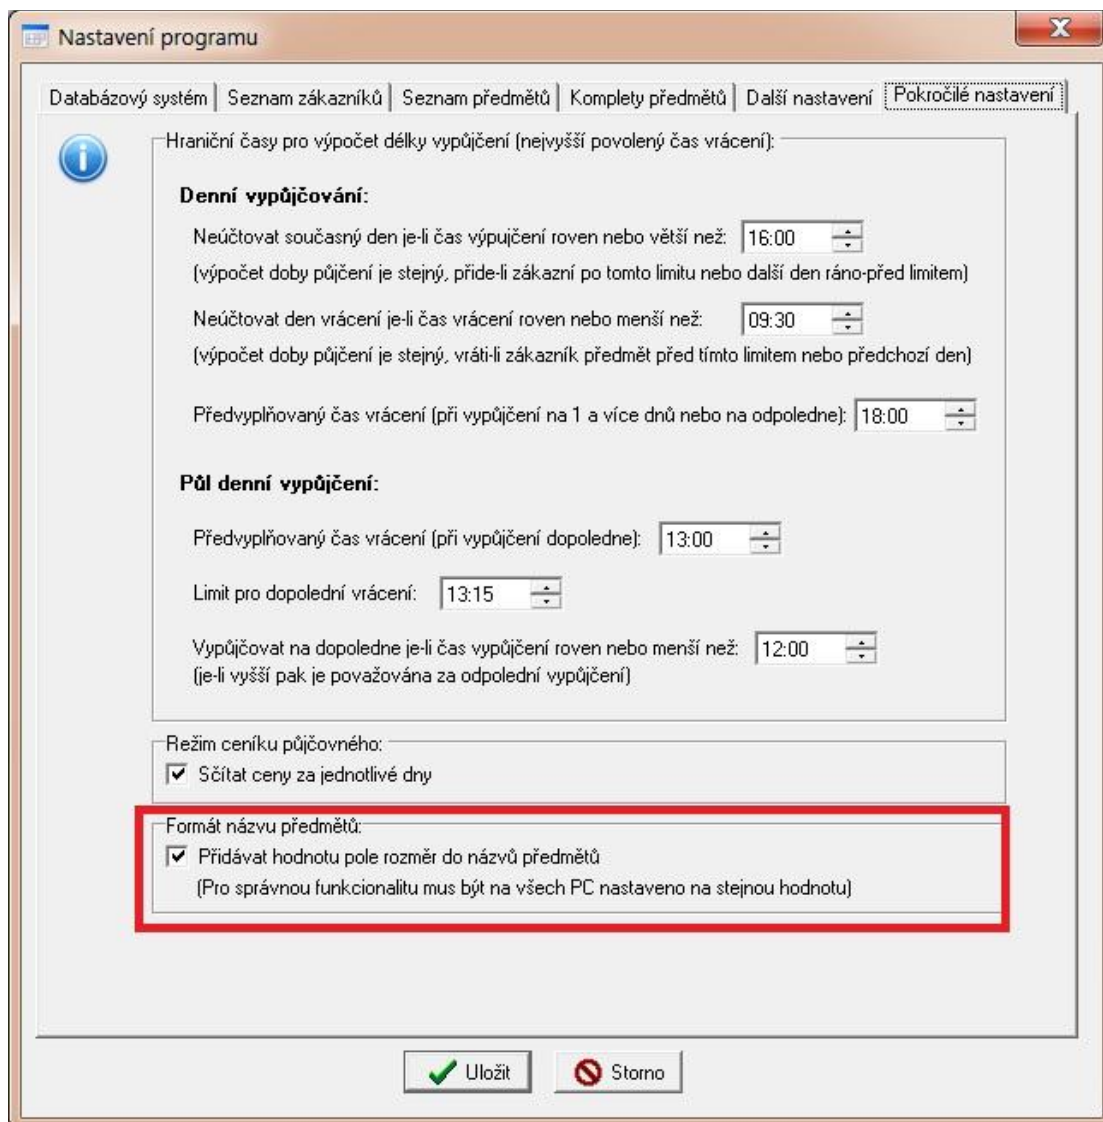 Nastavení programu
Databázový systém
Seznam zákazníků
Seznam předmětů
Komplety předmětů
Další nastavení
Pokročilé nastavení
Hraniční časy pro výpočet délky vypůjčení (nejvyšší povolený čas vrácení):
Denní vypůjčování:
Neúčtovat současný den je-li čas výpujčení roven nebo větší než: 16:00
(výpočet doby půjčení je stejný, přide-li zákazní po tomto limitu nebo další den ráno-před limitem)
Neúčtovat den vrácení je-li čas vrácení roven nebo menší než: 09:30
(výpočet doby půjčení je stejný, vráti-li zákazník předmět před tímto limitem nebo předchozí den)
Předvyplňovaný čas vrácení (při vypůjčení na 1 a více dnů nebo na odpoledne): 18:00
Půl denní vypůjčení:
Předvyplňovaný čas vrácení (při vypůjčení dopoledne): 13:00
Limit pro dopolední vrácení: 13:15
Vypůjčovat na dopoledne je-li čas vypůjčení roven nebo menší než: 12:00
(je-li vyšší pak je považována za odpolední vypůjčení)
Režim ceníku půjčovného:
Sčítat ceny za jednotlivé dny
Formát názvu předmětů:
Přidávat hodnotu pole rozměr do názvů předmětů
(Pro správnou funkcionalitu mus být na všech PC nastaveno na stejnou hodnotu)
Uložit
Storno